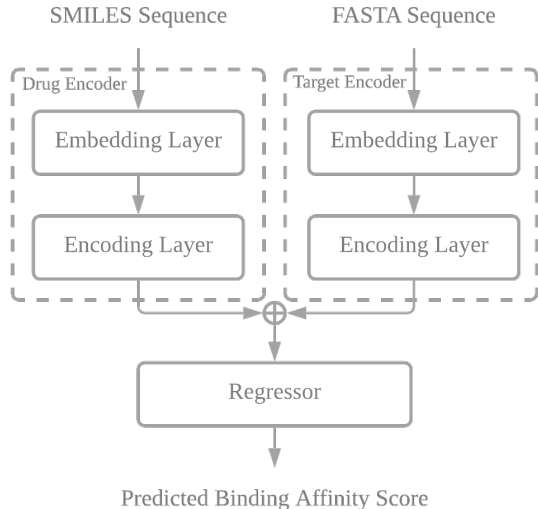 SMILES Sequence
FASTA Sequence
Drug Encoder
Target Encoder
Embedding Layer
Embedding Layer
Encoding Layer
Encoding Layer
Regressor
Predicted Binding Affinity Score